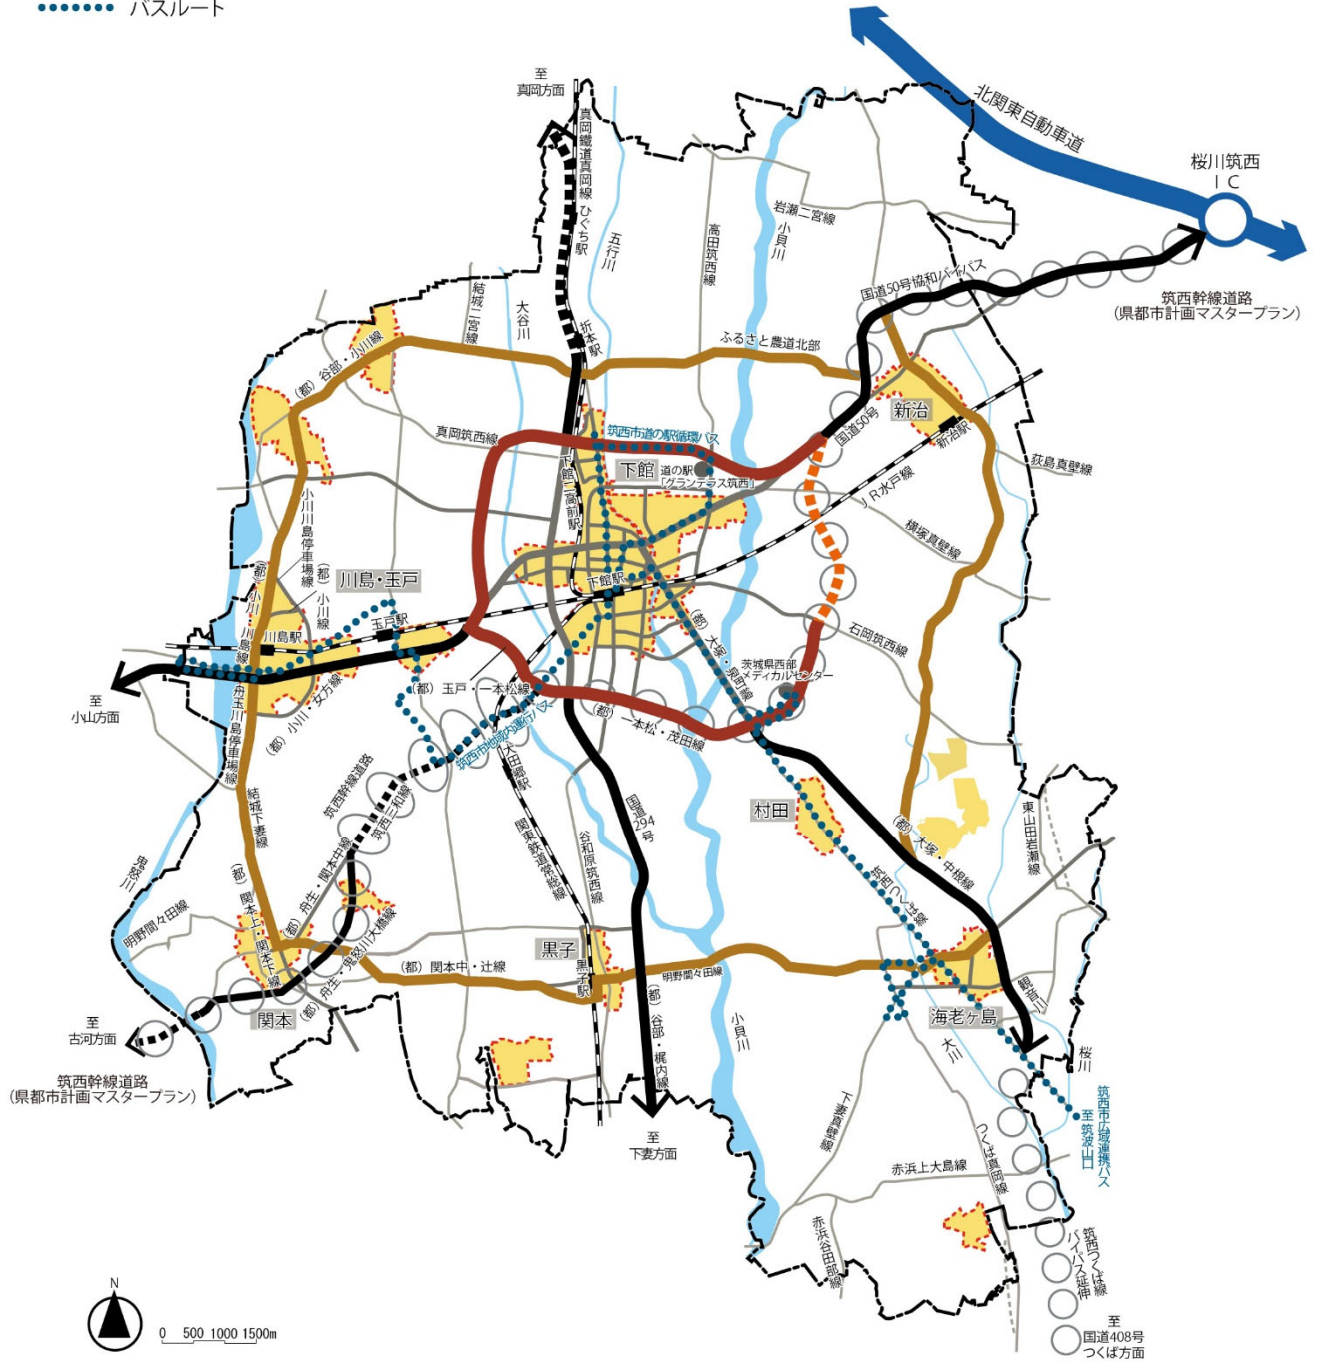 バスルート
至
真岡方面
真岡鐵道真岡線
ひぐち駅
北関東自動車道
桜川筑西
IC
岩瀬二宮線
小貝川
五行川
高田筑西線
国道50号協和バイパス
筑西幹線道路
(県都市計画マスタープラン)
結城二宮線
大谷川
折本駅
ふるさと農道北部
(都)谷部・小川線
新治
新治駅
国道50号
真岡筑西線
筑西市道の駅循環バス
下館
道の駅
「グランテラス筑西」
下館二高前駅
荻島真壁線
JR水戸線
横塚真壁線
小川川島停車場線
(都)小川線
(都)小川・川島線
川島・玉戸
玉戸駅
川島駅
下館駅
石岡筑西線
(都)大塚・泉町線
茨城県西部
メディカルセンター
至
小山方面
舟玉川島停車場線
(都)小川・女方線
(都)玉戸・一本松線
(都)一本松・茂田線
筑西市地域内運行バス
大田郷駅
筑西幹線道路
筑西三和線
国道294号
村田
結城下妻線
関東鉄道常総線
谷和原筑西線
(都)大塚・中根線
東山田岩瀬線
鬼怒川
(都)舟生・関本中線
筑西つくば線
明野間々田線
(都)関本上・関本下線
(都)舟生・鬼怒川大橋線
(都)関本中・辻線
黒子
黒子駅
明野間々田線
(都)谷部・梶内線
小貝川
海老ヶ島
観音川
大川
桜川
関本
至
古河方面
筑西幹線道路
(県都市計画マスタープラン)
至
下妻方面
下妻真壁線
つくば真岡線
筑西市広域連携バス
至 筑波山口
赤浜上大島線
赤浜谷田部線
筑西つくば線
バイパス延伸
至
国道408号
つくば方面
N
0 500 1000 1500m